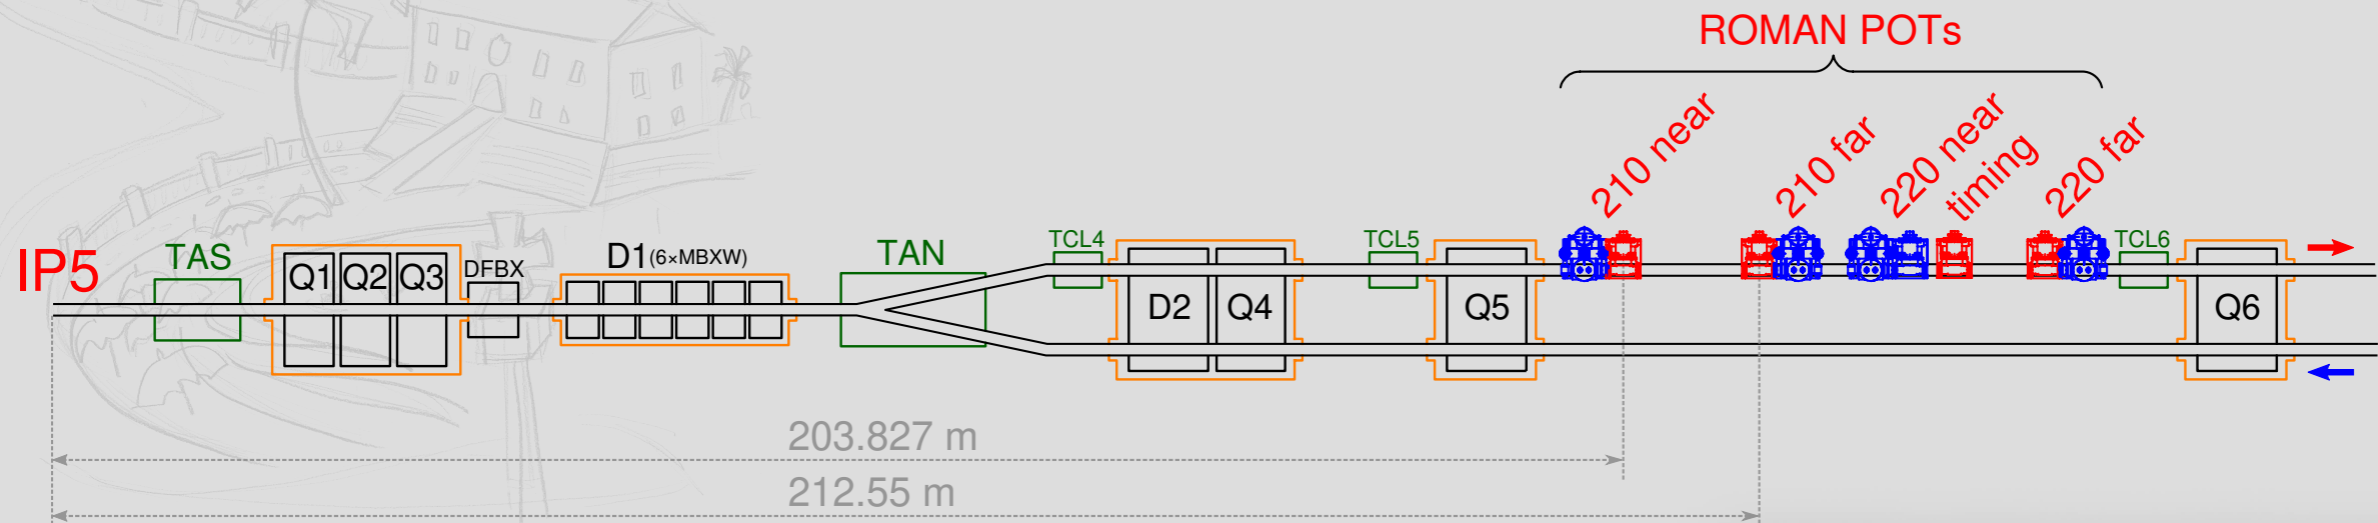 ROMAN POTs
210 near
210 far
220 near
timing
220 far
IP5
TAS
Q1
Q2
Q3
DFBX
D1 (6×MBXW)
TAN
TCL4
D2
Q4
TCL5
Q5
TCL6
Q6
203.827 m
212.55 m